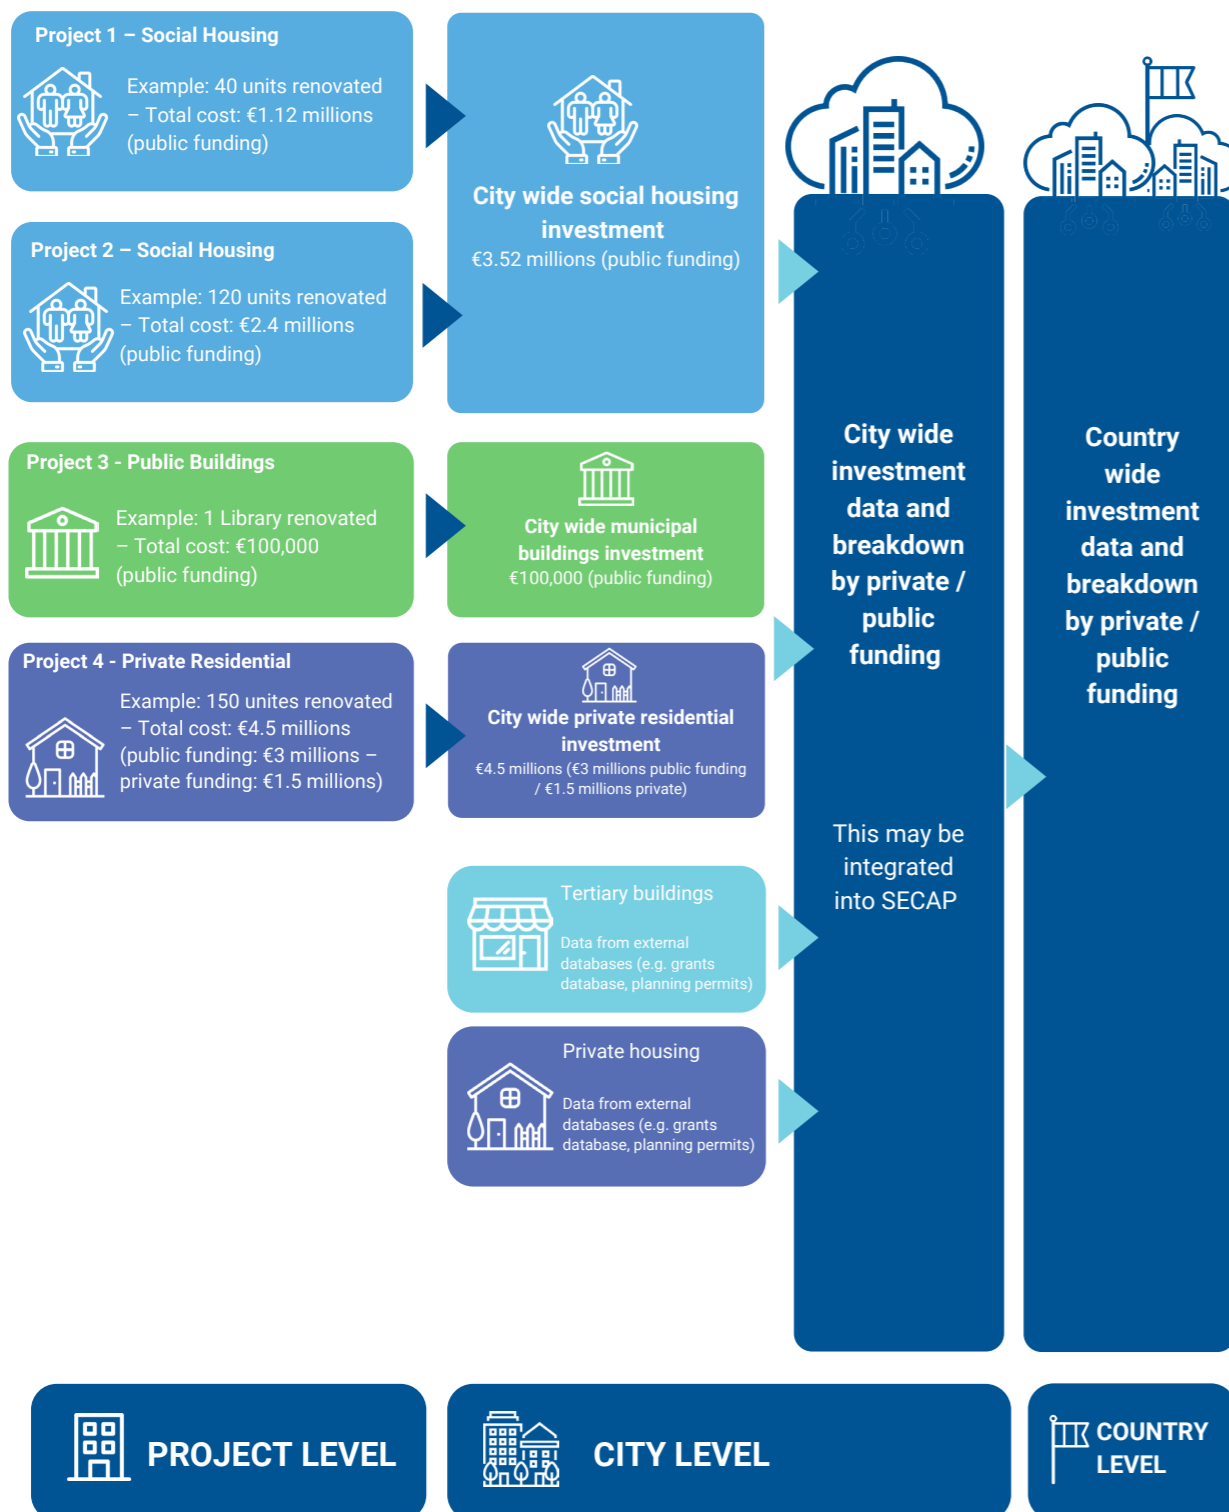 Project 1 – Social Housing
Example: 40 units renovated
– Total cost: €1.12 millions
(public funding)
Project 2 – Social Housing
Example: 120 units renovated
– Total cost: €2.4 millions
(public funding)
City wide social housing
investment
€3.52 millions (public funding)
Project 3 - Public Buildings
Example: 1 Library renovated
– Total cost: €100,000
(public funding)
City wide municipal
buildings investment
€100,000 (public funding)
Project 4 - Private Residential
Example: 150 unites renovated
– Total cost: €4.5 millions
(public funding: €3 millions –
private funding: €1.5 millions)
City wide private residential
investment
€4.5 millions (€3 millions public funding
/ €1.5 millions private)
Tertiary buildings
Data from external
databases (e.g. grants
database, planning permits)
Private housing
Data from external
databases (e.g. grants
database, planning permits)
City wide
investment
data and
breakdown
by private /
public
funding
This may be
integrated
into SECAP
Country
wide
investment
data and
breakdown
by private /
public
funding
PROJECT LEVEL
CITY LEVEL
COUNTRY
LEVEL